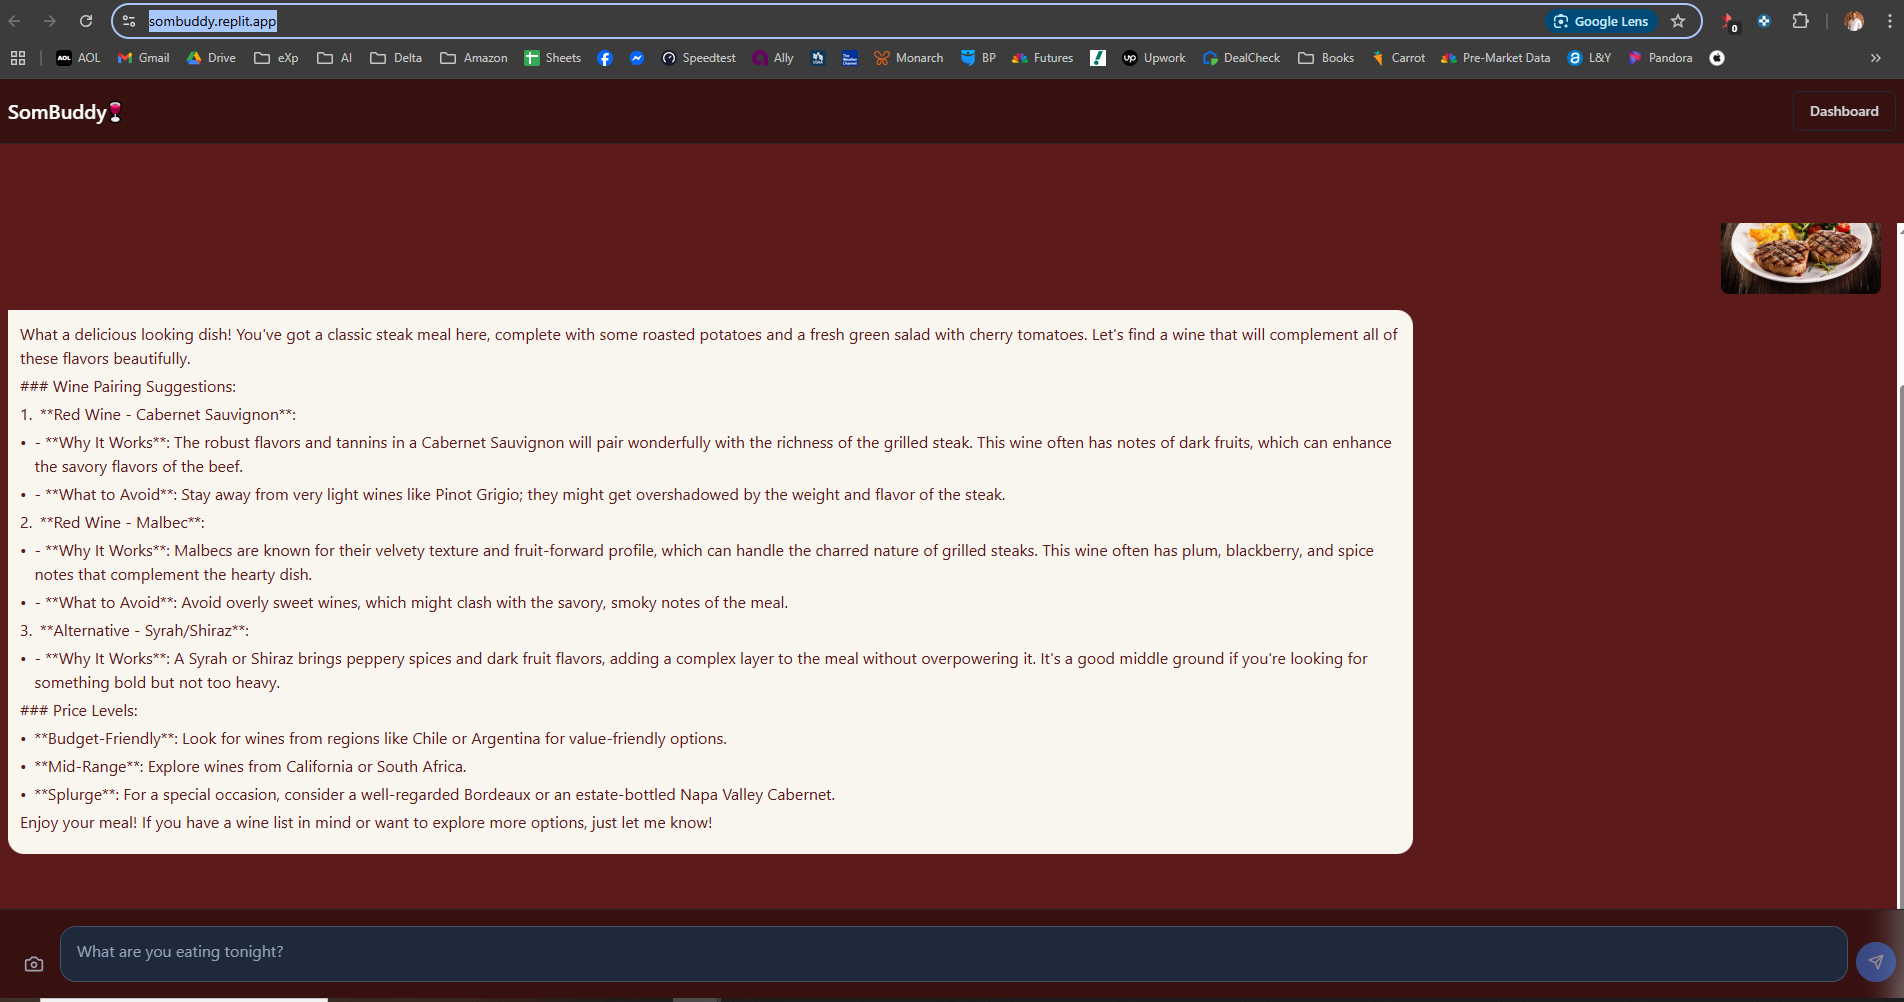 sombuddy.replit.app
Google Lens
0
AOL
AOL
Gmail
Drive
eXp
AI
Delta
Amazon
Sheets
Speedtest
Ally
Monarch
BP
Futures
up
Upwork
DealCheck
Books
Carrot
Pre-Market Data
L&Y
Pandora
SomBuddy🍷
Dashboard
What a delicious looking dish! You've got a classic steak meal here, complete with some roasted potatoes and a fresh green salad with cherry tomatoes. Let's find a wine that will complement all of
these flavors beautifully.
### Wine Pairing Suggestions:
1. **Red Wine - Cabernet Sauvignon**:
• - **Why It Works**: The robust flavors and tannins in a Cabernet Sauvignon will pair wonderfully with the richness of the grilled steak. This wine often has notes of dark fruits, which can enhance
the savory flavors of the beef.
• - **What to Avoid**: Stay away from very light wines like Pinot Grigio; they might get overshadowed by the weight and flavor of the steak.
2. **Red Wine - Malbec**:
• - **Why It Works**: Malbecs are known for their velvety texture and fruit-forward profile, which can handle the charred nature of grilled steaks. This wine often has plum, blackberry, and spice
notes that complement the hearty dish.
• - **What to Avoid**: Avoid overly sweet wines, which might clash with the savory, smoky notes of the meal.
3. **Alternative - Syrah/Shiraz**:
• - **Why It Works**: A Syrah or Shiraz brings peppery spices and dark fruit flavors, adding a complex layer to the meal without overpowering it. It's a good middle ground if you're looking for
something bold but not too heavy.
### Price Levels:
• **Budget-Friendly**: Look for wines from regions like Chile or Argentina for value-friendly options.
• **Mid-Range**: Explore wines from California or South Africa.
• **Splurge**: For a special occasion, consider a well-regarded Bordeaux or an estate-bottled Napa Valley Cabernet.
Enjoy your meal! If you have a wine list in mind or want to explore more options, just let me know!
What are you eating tonight?